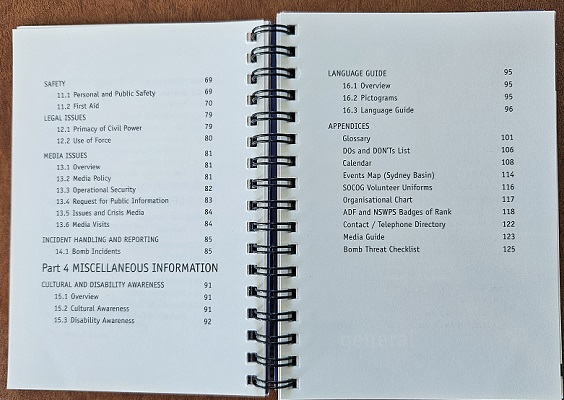 SAFETY 69
11.1 Personal and Public Safety 69
11.2 First Aid 70
LEGAL ISSUES 79
12.1 Primacy of Civil Power 79
12.2 Use of Force 80
MEDIA ISSUES 81
13.1 Overview 81
13.2 Media Policy 81
13.3 Operational Security 82
13.4 Request for Public Information 83
13.5 Issues and Crisis Media 84
13.6 Media Visits 84
INCIDENT HANDLING AND REPORTING 85
14.1 Bomb Incidents 85
Part 4 MISCELLANEOUS INFORMATION
CULTURAL AND DISABILITY AWARENESS 91
15.1 Overview 91
15.2 Cultural Awareness 91
15.3 Disability Awareness 92
LANGUAGE GUIDE 95
16.1 Overview 95
16.2 Pictograms 95
16.3 Language Guide 96
APPENDICES
Glossary 101
DOs and DON'Ts List 106
Calendar 108
Events Map (Sydney Basin) 114
SOCOG Volunteer Uniforms 116
Organisational Chart 117
ADF and NSWPS Badges of Rank 118
Contact / Telephone Directory 122
Media Guide 123
Bomb Threat Checklist 125
general